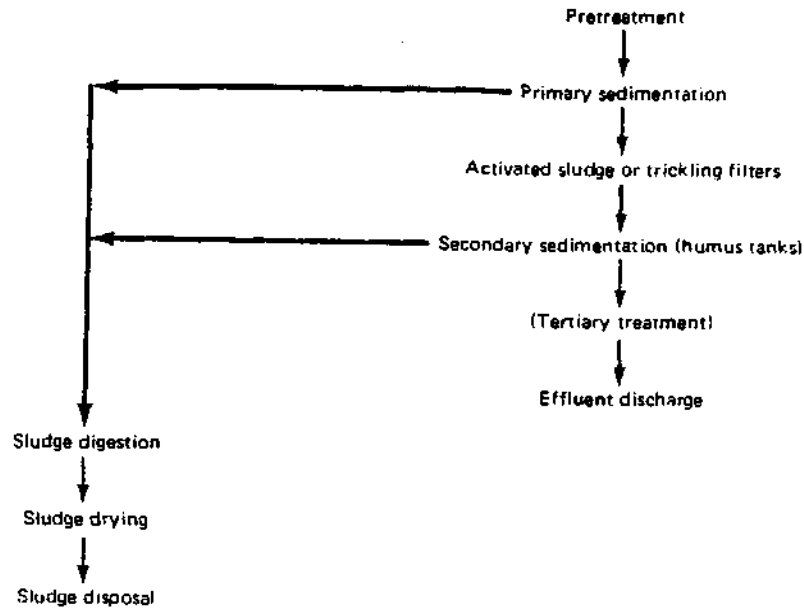 Pretreatment
Primary sedimentation
Activated sludge or trickling filters
Secondary sedimentation (humus tanks)
(Tertiary treatment)
Effluent discharge
Sludge digestion
Sludge drying
Sludge disposal